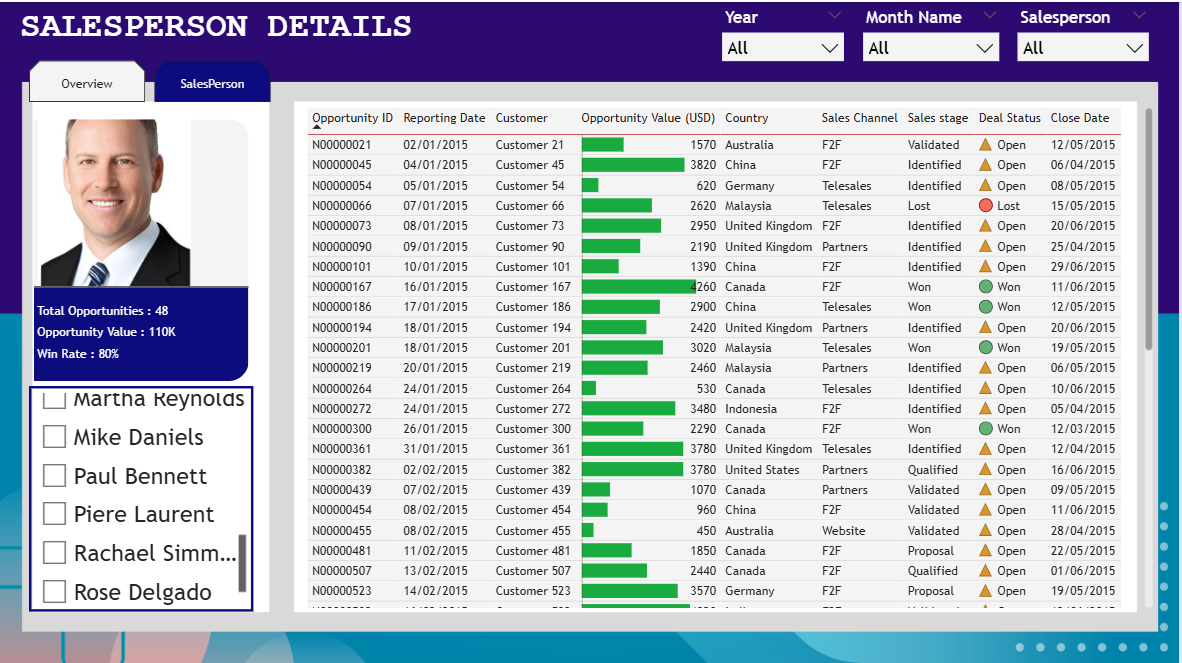 SALESPERSON DETAILS
Year Month Name Salesperson
All All All
Overview SalesPerson
Total Opportunities : 48
Opportunity Value : 110K
Win Rate : 80%
Martha Reynolds
Mike Daniels
Paul Bennett
Piere Laurent
Rachael Simm...
Rose Delgado
Opportunity ID Reporting Date Customer Opportunity Value (USD) Country Sales Channel Sales stage Deal Status Close Date
N00000021 02/01/2015 Customer 21 1570 Australia F2F Validated Open 12/05/2015
N00000045 04/01/2015 Customer 45 3820 China F2F Identified Open 06/04/2015
N00000054 05/01/2015 Customer 54 620 Germany Telesales Identified Open 08/05/2015
N00000066 07/01/2015 Customer 66 2620 Malaysia Telesales Lost Lost 15/05/2015
N00000073 08/01/2015 Customer 73 2950 United Kingdom F2F Identified Open 20/06/2015
N00000090 09/01/2015 Customer 90 2190 United Kingdom Partners Identified Open 25/04/2015
N00000101 10/01/2015 Customer 101 1390 China F2F Identified Open 29/06/2015
N00000167 16/01/2015 Customer 167 4260 Canada F2F Won Won 11/06/2015
N00000186 17/01/2015 Customer 186 2900 China Telesales Won Won 12/05/2015
N00000194 18/01/2015 Customer 194 2420 United Kingdom Partners Identified Open 20/06/2015
N00000201 18/01/2015 Customer 201 3020 Malaysia Telesales Won Won 19/05/2015
N00000219 20/01/2015 Customer 219 2460 Malaysia Partners Identified Open 06/05/2015
N00000264 24/01/2015 Customer 264 530 Canada Telesales Identified Open 10/06/2015
N00000272 24/01/2015 Customer 272 3480 Indonesia F2F Identified Open 05/04/2015
N00000300 26/01/2015 Customer 300 2290 Canada F2F Won Won 12/03/2015
N00000361 31/01/2015 Customer 361 3780 United Kingdom Telesales Identified Open 12/04/2015
N00000382 02/02/2015 Customer 382 3780 United States Partners Qualified Open 16/06/2015
N00000439 07/02/2015 Customer 439 1070 Canada Partners Validated Open 09/05/2015
N00000454 08/02/2015 Customer 454 960 China F2F Validated Open 11/06/2015
N00000455 08/02/2015 Customer 455 450 Australia Website Validated Open 28/04/2015
N00000481 11/02/2015 Customer 481 1850 Canada F2F Proposal Open 22/05/2015
N00000507 13/02/2015 Customer 507 2440 Canada F2F Qualified Open 01/06/2015
N00000523 14/02/2015 Customer 523 3570 Germany F2F Proposal Open 19/05/2015